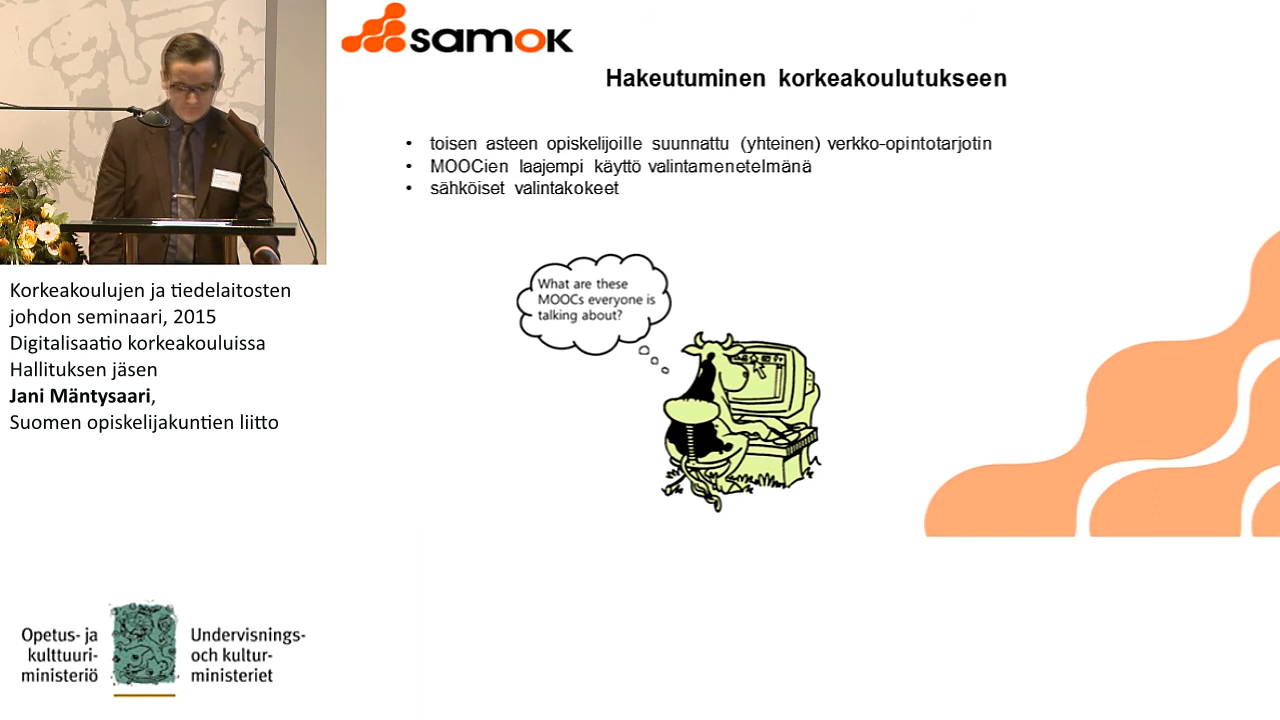 samok
Hakeutuminen korkeakoulutukseen
• toisen asteen opiskelijoille suunnattu (yhteinen) verkko-opintotarjotin
• MOOCien laajempi käyttö valintamenetelmänä
• sähköiset valintakokeet
What are these
MOOCs everyone is
talking about?
Korkeakoulujen ja tiedelaitosten
johdon seminaari, 2015
Digitalisaatio korkeakouluissa
Hallituksen jäsen
Jani Mäntysaari,
Suomen opiskelijakuntien liitto
Opetus- ja
kulttuuri-
ministeriö
Undervisnings-
och kultur-
ministeriet